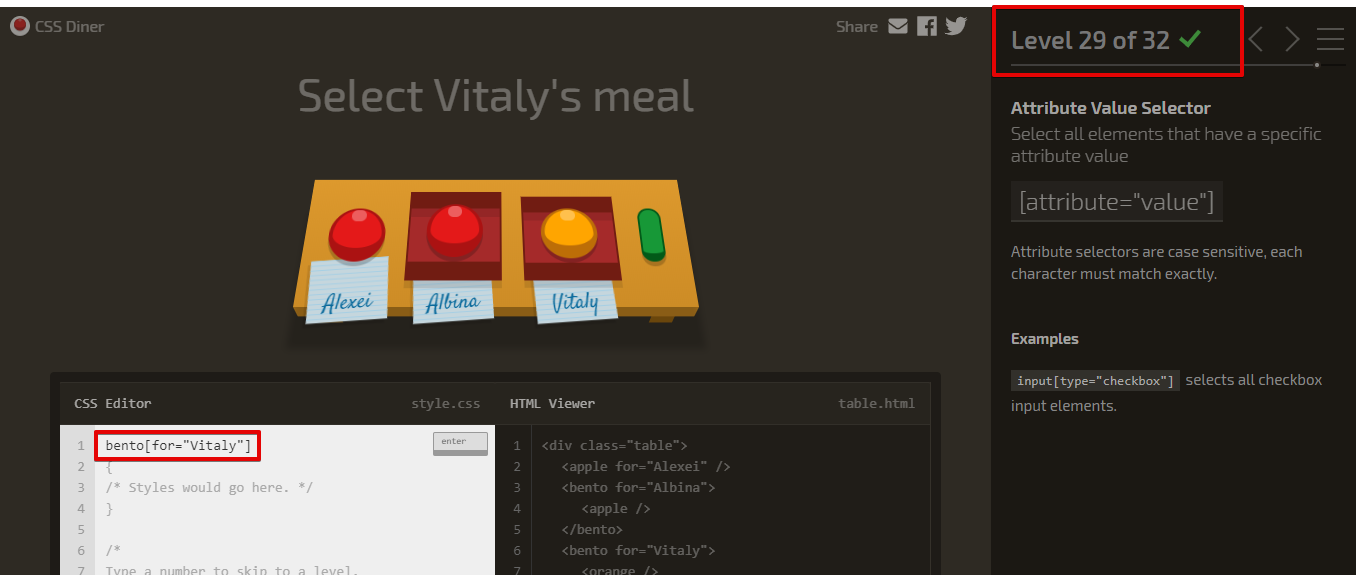 CSS Diner
Share
Select Vitaly's meal
Alexei
Albina
Vitaly
CSS Editor
style.css
1 bento[for="Vitaly"]
enter
2 {
3 /* Styles would go here. */
4 }
5
6 /*
7 Type a number to skip to a level.
HTML Viewer
table.html
1 <div class="table">
2 <apple for="Alexei" />
3 <bento for="Albina">
4 <apple />
5 </bento>
6 <bento for="Vitaly">
7 <orange />
Level 29 of 32
Attribute Value Selector
Select all elements that have a specific
attribute value
[attribute="value"]
Attribute selectors are case sensitive, each
character must match exactly.
Examples
input[type="checkbox"] selects all checkbox
input elements.